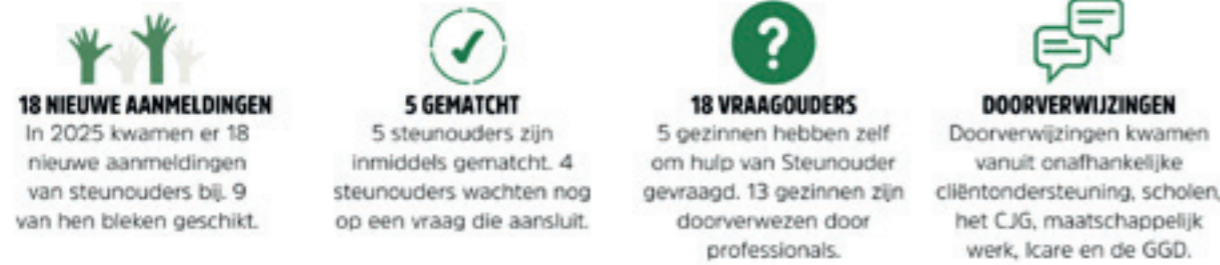 18 NIEUWE AANMELDINGEN
In 2025 kwamen er 18
nieuwe aanmeldingen
van steunouders bij. 9
van hen bleken geschikt.
5 GEMATCHT
5 steunouders zijn
inmiddels gematcht. 4
steunouders wachten nog
op een vraag die aansluit.
18 VRAAGOUDERS
5 gezinnen hebben zelf
om hulp van Steunouder
gevraagd. 13 gezinnen zijn
doorverwezen door
professionals.
DOORVERWIJZINGEN
Doorverwijzingen kwamen
vanuit onafhankelijke
cliëntondersteuning, scholen,
het CJG, maatschappelijk
werk, Icare en de GGD.